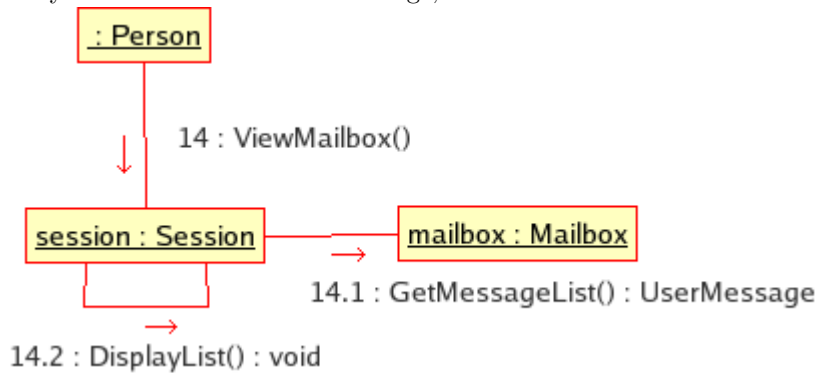 : Person
14 : ViewMailbox()
session : Session
mailbox : Mailbox
14.1 : GetMessageList() : UserMessage
14.2 : DisplayList() : void